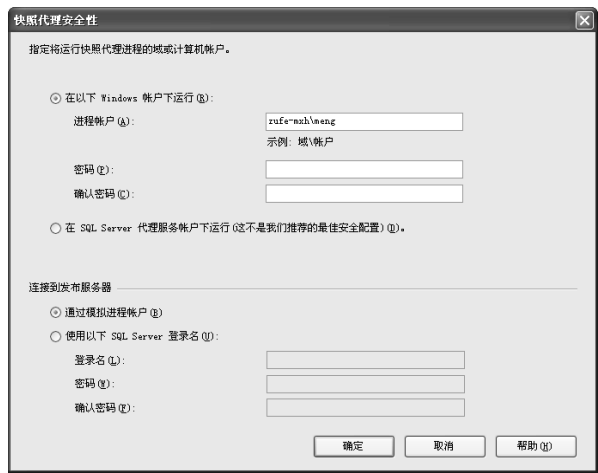 快照代理安全性
指定将运行快照代理进程的域或计算机帐户。
在以下 Windows 帐户下运行(R):
进程帐户(A):
zufe-mxh\meng
示例: 域\帐户
密码(P):
确认密码(C):
在 SQL Server 代理服务帐户下运行(这不是我们推荐的最佳安全配置)(D)。
连接到发布服务器
通过模拟进程帐户(B)
使用以下 SQL Server 登录名(U):
登录名(L):
密码(W):
确认密码(F):
确定 取消 帮助(H)